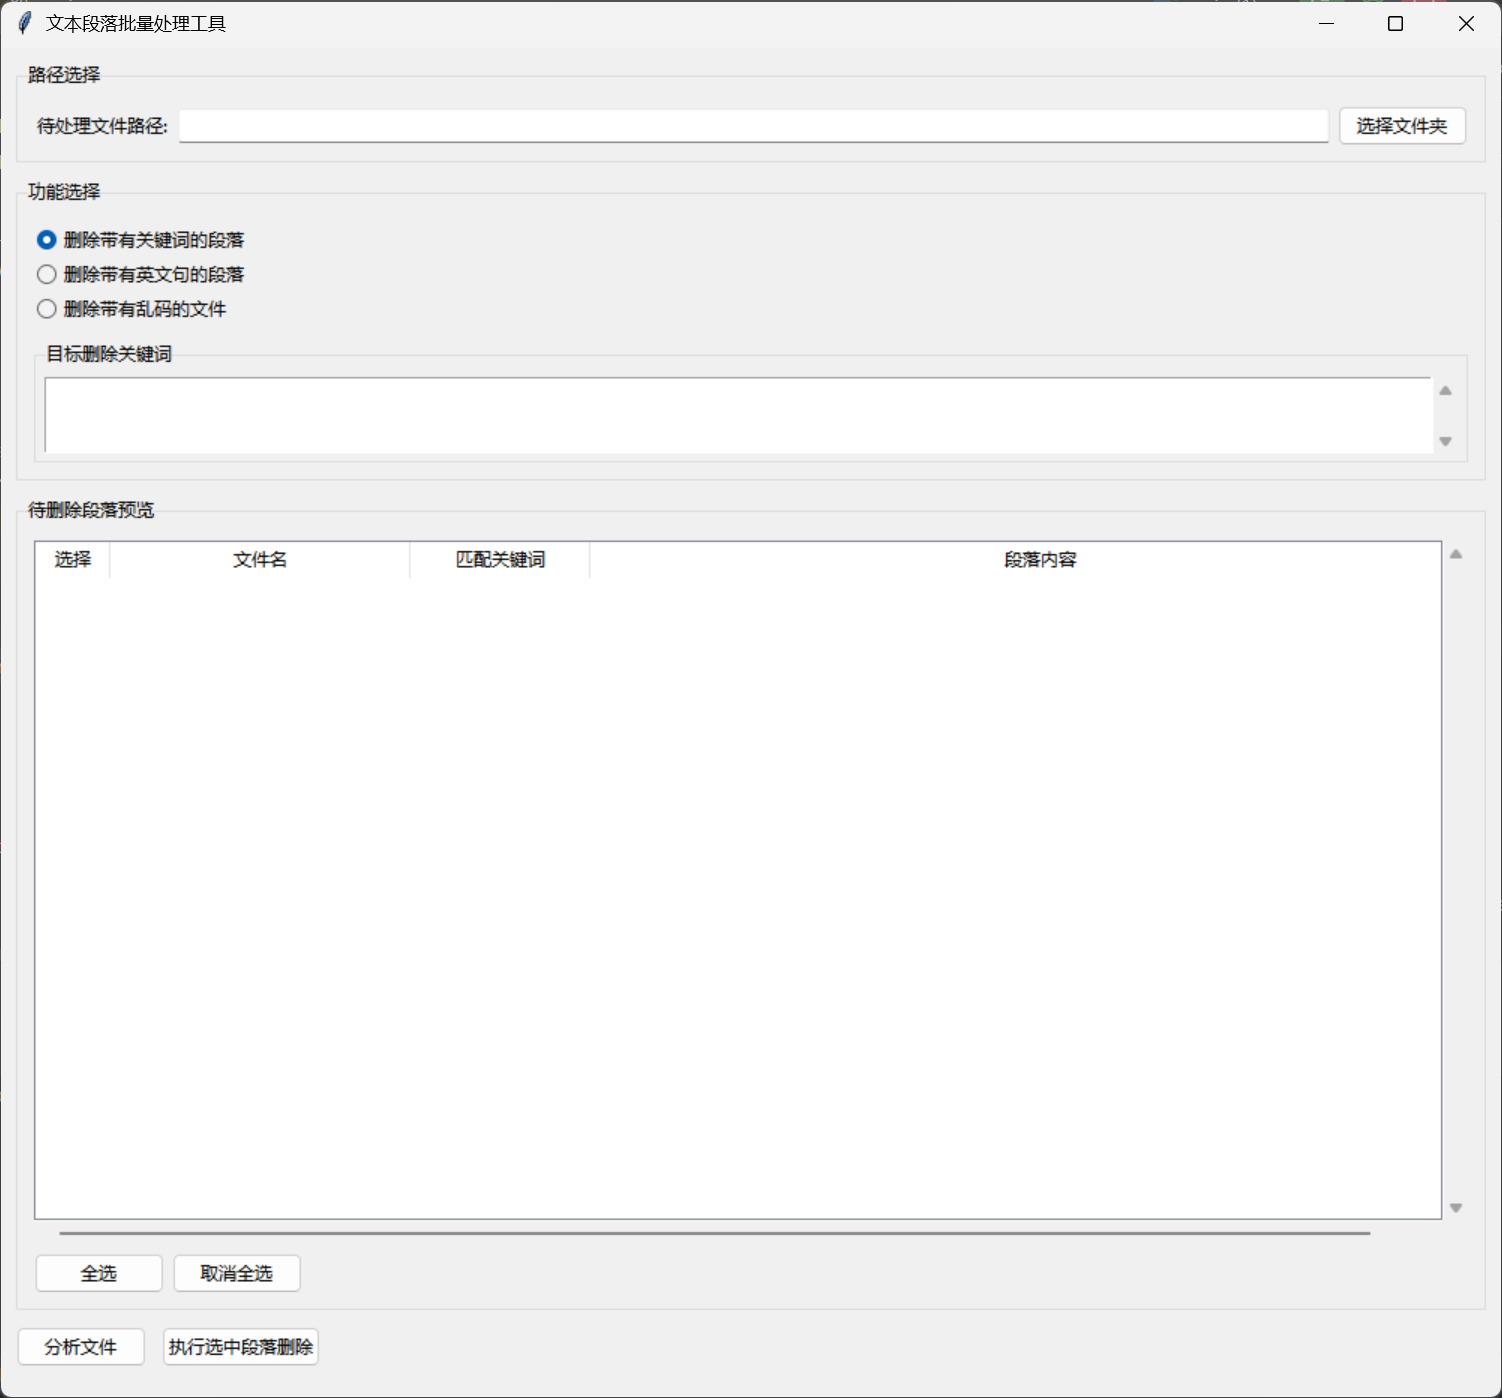 文本段落批量处理工具
路径选择
待处理文件路径:
选择文件夹
功能选择
删除带有关键词的段落
删除带有英文句的段落
删除带有乱码的文件
目标删除关键词
待删除段落预览
选择 文件名 匹配关键词 段落内容
全选 取消全选
分析文件 执行选中段落删除